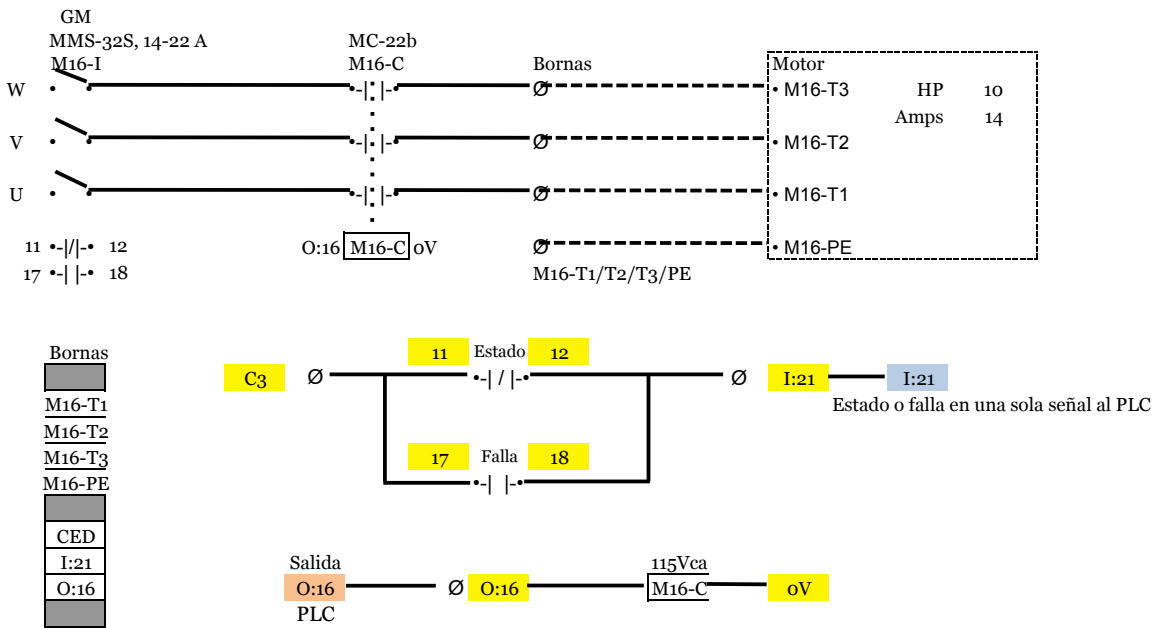 GM
MMS-32S, 14-22 A
M16-I
MC-22b
M16-C
Bornas
Motor
W
M16-T3
HP 10
Amps 14
V
M16-T2
U
M16-T1
11 12
O:16 M16-C 0V
M16-PE
17 18
M16-T1/T2/T3/PE
Bornas
M16-T1
M16-T2
M16-T3
M16-PE
CED
I:21
O:16
11 Estado 12
C3 Ø Ø I:21 I:21
Estado o falla en una sola señal al PLC
17 Falla 18
Salida
115Vca
O:16 Ø O:16 M16-C 0V
PLC